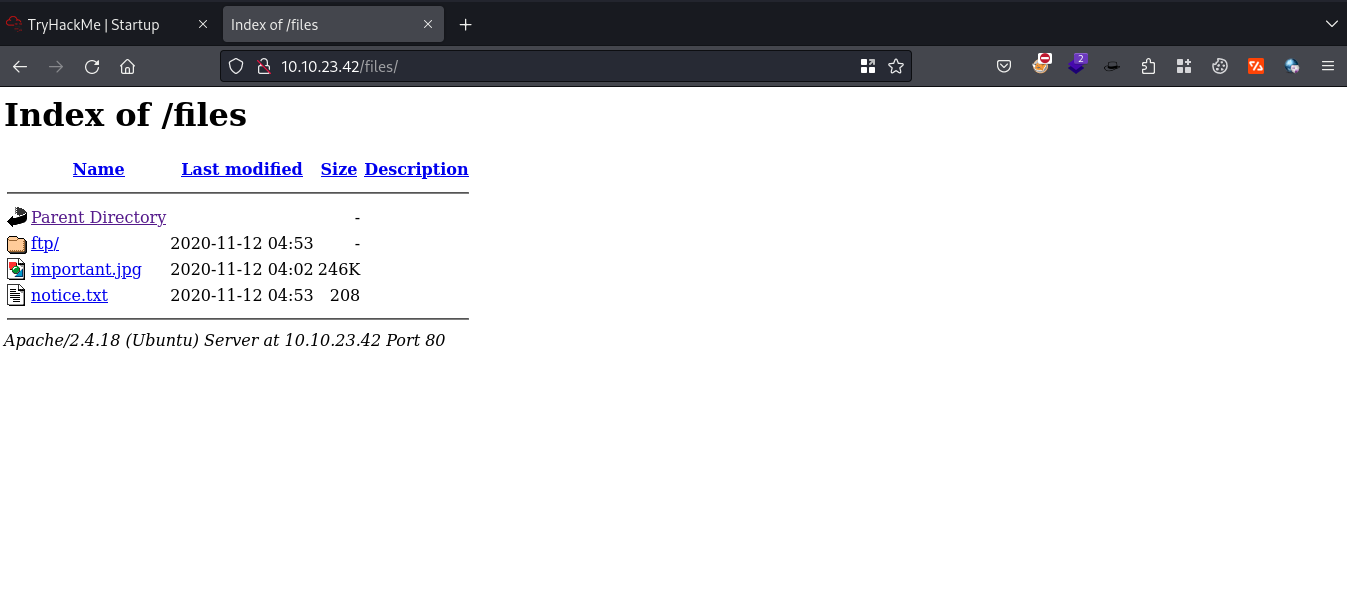 TryHackMe | Startup
Index of /files
10.10.23.42/files/
2
Index of /files
Name Last modified Size Description
Parent Directory -
ftp/ 2020-11-12 04:53 -
important.jpg 2020-11-12 04:02 246K
notice.txt 2020-11-12 04:53 208
Apache/2.4.18 (Ubuntu) Server at 10.10.23.42 Port 80